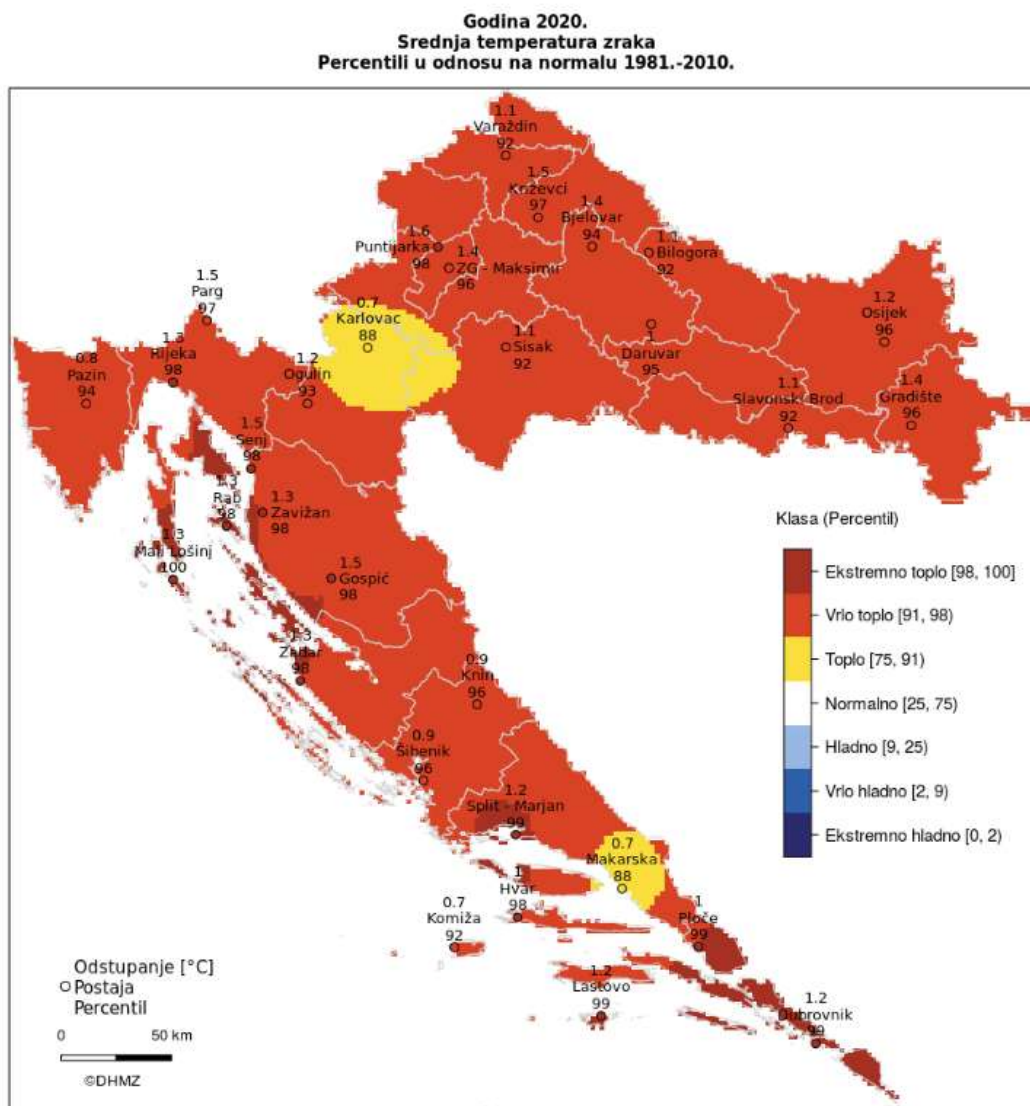 Godina 2020.
Srednja temperatura zraka
Percentili u odnosu na normalu 1981.-2010.
1.1
Varaždin
92
1.5
Križevci
97
1.4
Bjelovar
94
1.1
Bilogora
92
1.6
Puntijarka
98
1.4
ZG - Maksimir
96
1.5
Parg
97
0.7
Karlovac
88
1.1
Sisak
92
1
Daruvar
95
1.2
Osijek
96
0.8
Pazin
94
1.3
Rijeka
98
1.2
Ogulin
93
1.1
Slavonski Brod
92
1.4
Gradište
96
1.5
Senj
98
1.3
Rab
98
1.3
Zavižan
98
1.3
Mali Lošinj
100
1.5
Gospić
98
1.3
Zadar
98
0.9
Knin
96
0.9
Šibenik
96
1.2
Split - Marjan
99
0.7
Makarska
88
1
Hvar
98
0.7
Komiža
92
1
Ploče
99
1.2
Lastovo
99
1.2
Dubrovnik
99
Klasa (Percentil)
Ekstremno toplo [98, 100]
Vrlo toplo [91, 98)
Toplo [75, 91)
Normalno [25, 75)
Hladno [9, 25)
Vrlo hladno [2, 9)
Ekstremno hladno [0, 2)
Odstupanje [°C]
Postaja
Percentil
0 50 km
©DHMZ